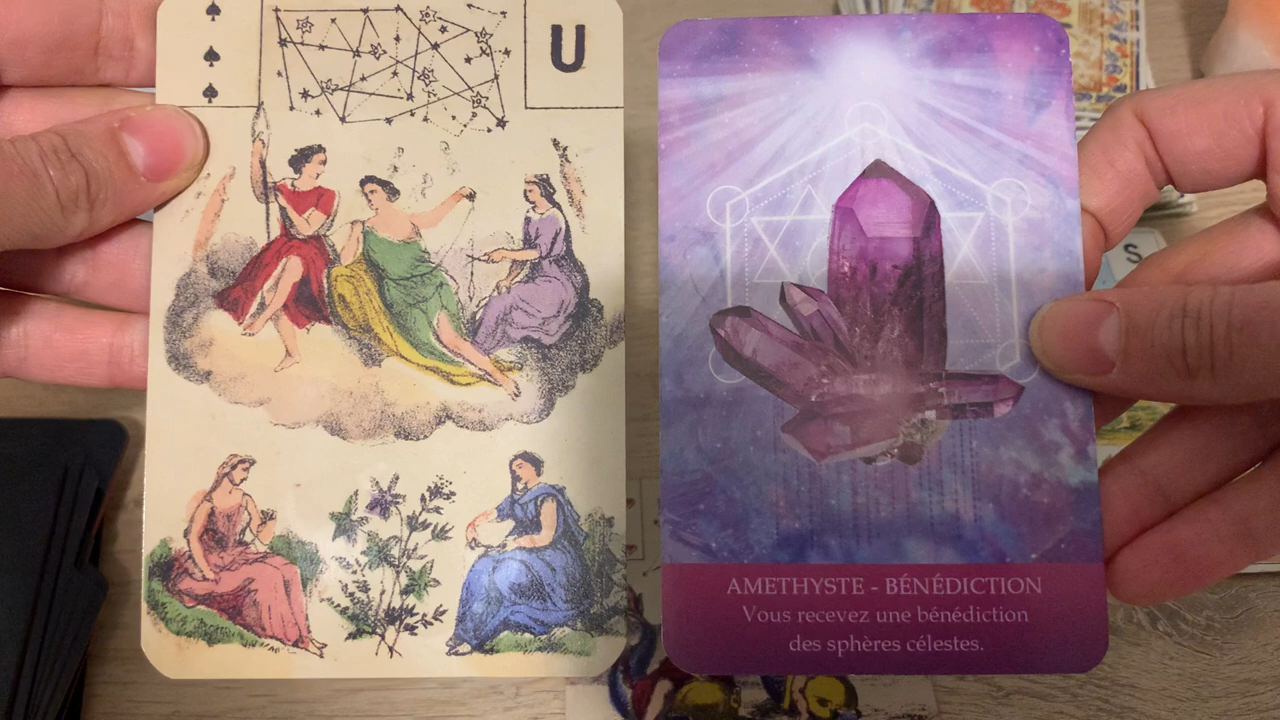 U
AMETHYSTE - BÉNÉDICTION
Vous recevez une bénédiction
des sphères célestes.
S